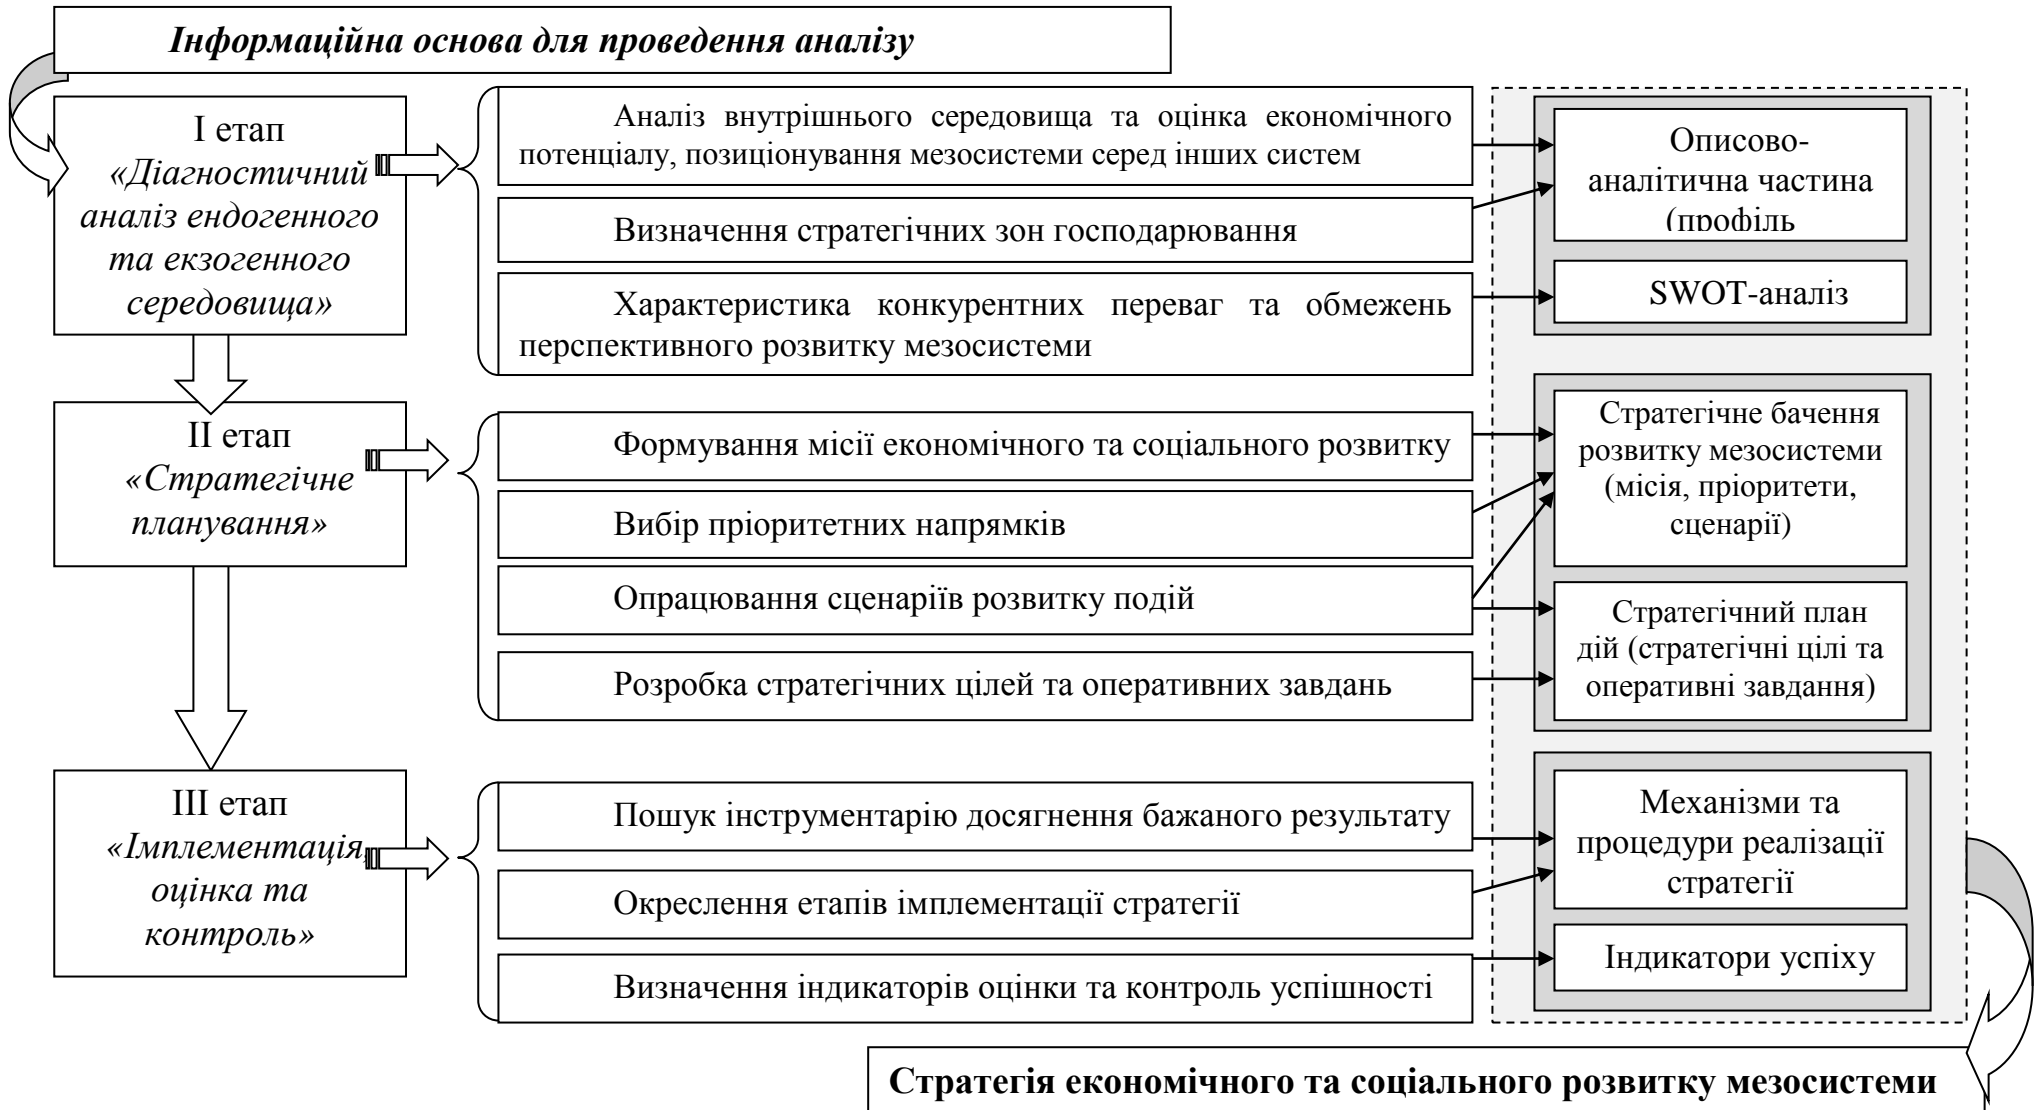 Інформаційна основа для проведення аналізу
І етап
«Діагностичний
аналіз ендогенного
та екзогенного
середовища»
Аналіз внутрішнього середовища та оцінка економічного
потенціалу, позиціонування мезосистеми серед інших систем
Визначення стратегічних зон господарювання
Характеристика конкурентних переваг та обмежень
перспективного розвитку мезосистеми
Описово-
аналітична частина
(профіль
SWOT-аналіз
ІІ етап
«Стратегічне
планування»
Формування місії економічного та соціального розвитку
Вибір пріоритетних напрямків
Опрацювання сценаріїв розвитку подій
Розробка стратегічних цілей та оперативних завдань
Стратегічне бачення
розвитку мезосистеми
(місія, пріоритети,
сценарії)
Стратегічний план
дій (стратегічні цілі та
оперативні завдання)
ІІІ етап
«Імплементація,
оцінка та
контроль»
Пошук інструментарію досягнення бажаного результату
Окреслення етапів імплементації стратегії
Визначення індикаторів оцінки та контроль успішності
Механізми та
процедури реалізації
стратегії
Індикатори успіху
Стратегія економічного та соціального розвитку мезосистеми